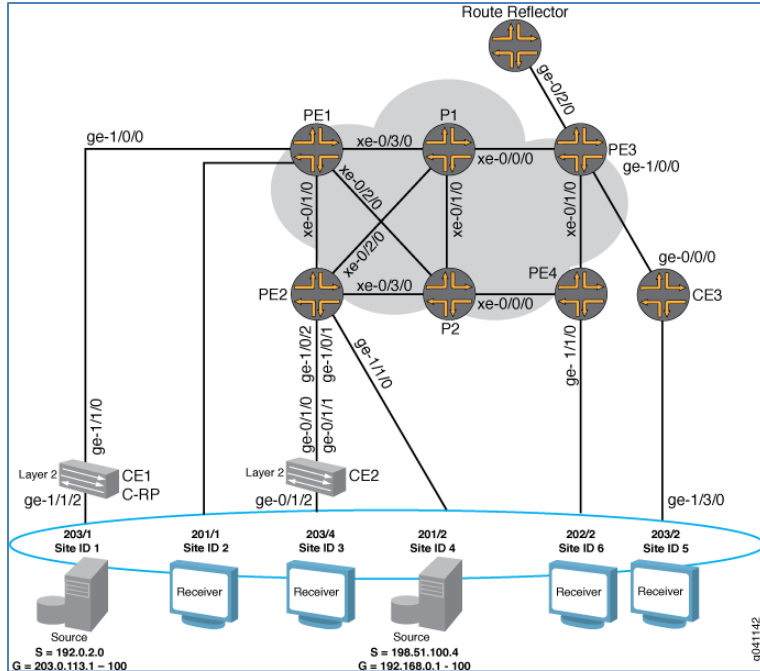 Route Reflector
ge-0/2/0
PE1
P1
PE3
ge-1/0/0
xe-0/3/0
xe-0/0/0
ge-1/0/0
xe-0/1/0
xe-0/2/0
xe-0/2/0
xe-0/1/0
xe-0/1/0
ge-0/0/0
PE2
xe-0/3/0
P2
xe-0/0/0
PE4
CE3
ge-1/0/2
ge-1/0/1
ge-1/1/0
ge- 1/1/0
ge-1/1/0
ge-0/1/0
ge-0/1/1
Layer 2
CE1
C-RP
Layer 2
CE2
ge-1/1/2
ge-0/1/2
ge-1/3/0
203/1
Site ID 1
201/1
Site ID 2
203/4
Site ID 3
201/2
Site ID 4
202/2
Site ID 6
203/2
Site ID 5
Receiver
Receiver
Receiver
Receiver
Source
S = 192.0.2.0
G = 203.0.113.1 – 100
Source
S = 198.51.100.4
G = 192.168.0.1 - 100
g041142